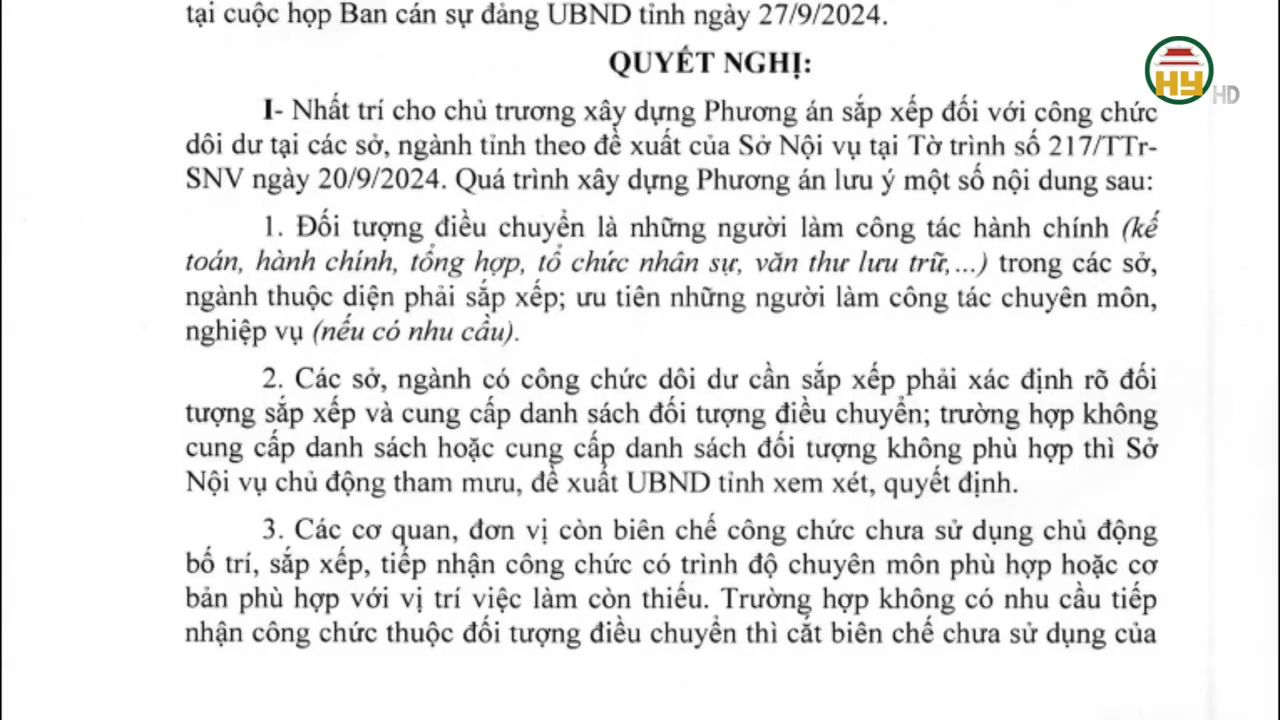 tại cuộc họp Ban cán sự đảng UBND tỉnh ngày 27/9/2024.
QUYẾT NGHỊ:
HY HD
I- Nhất trí cho chủ trương xây dựng Phương án sắp xếp đối với công chức
dôi dư tại các sở, ngành tỉnh theo đề xuất của Sở Nội vụ tại Tờ trình số 217/TTr-
SNV ngày 20/9/2024. Quá trình xây dựng Phương án lưu ý một số nội dung sau:
1. Đối tượng điều chuyển là những người làm công tác hành chính (kế
toán, hành chính, tổng hợp, tổ chức nhân sự, văn thư lưu trữ,...) trong các sở,
ngành thuộc diện phải sắp xếp; ưu tiên những người làm công tác chuyên môn,
nghiệp vụ (nếu có nhu cầu).
2. Các sở, ngành có công chức dôi dư cần sắp xếp phải xác định rõ đối
tượng sắp xếp và cung cấp danh sách đối tượng điều chuyển; trường hợp không
cung cấp danh sách hoặc cung cấp danh sách đối tượng không phù hợp thì Sở
Nội vụ chủ động tham mưu, đề xuất UBND tỉnh xem xét, quyết định.
3. Các cơ quan, đơn vị còn biên chế công chức chưa sử dụng chủ động
bố trí, sắp xếp, tiếp nhận công chức có trình độ chuyên môn phù hợp hoặc cơ
bản phù hợp với vị trí việc làm còn thiếu. Trường hợp không có nhu cầu tiếp
nhận công chức thuộc đối tượng điều chuyển thì cắt biên chế chưa sử dụng của